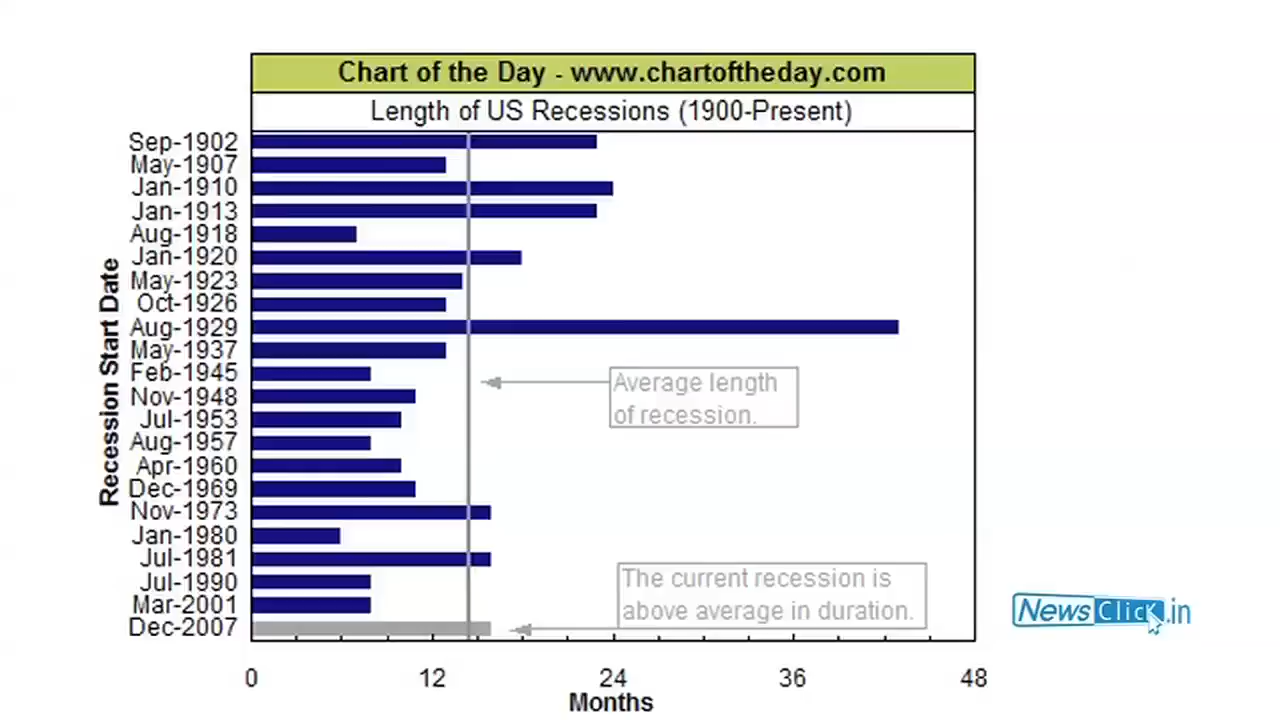 Chart of the Day - www.chartoftheday.com
Length of US Recessions (1900-Present)
Recession Start Date
Sep-1902
May-1907
Jan-1910
Jan-1913
Aug-1918
Jan-1920
May-1923
Oct-1926
Aug-1929
May-1937
Feb-1945
Nov-1948
Jul-1953
Aug-1957
Apr-1960
Dec-1969
Nov-1973
Jan-1980
Jul-1981
Jul-1990
Mar-2001
Dec-2007
Average length
of recession.
The current recession is
above average in duration.
NewsClick.in
0 12 24 36 48
Months